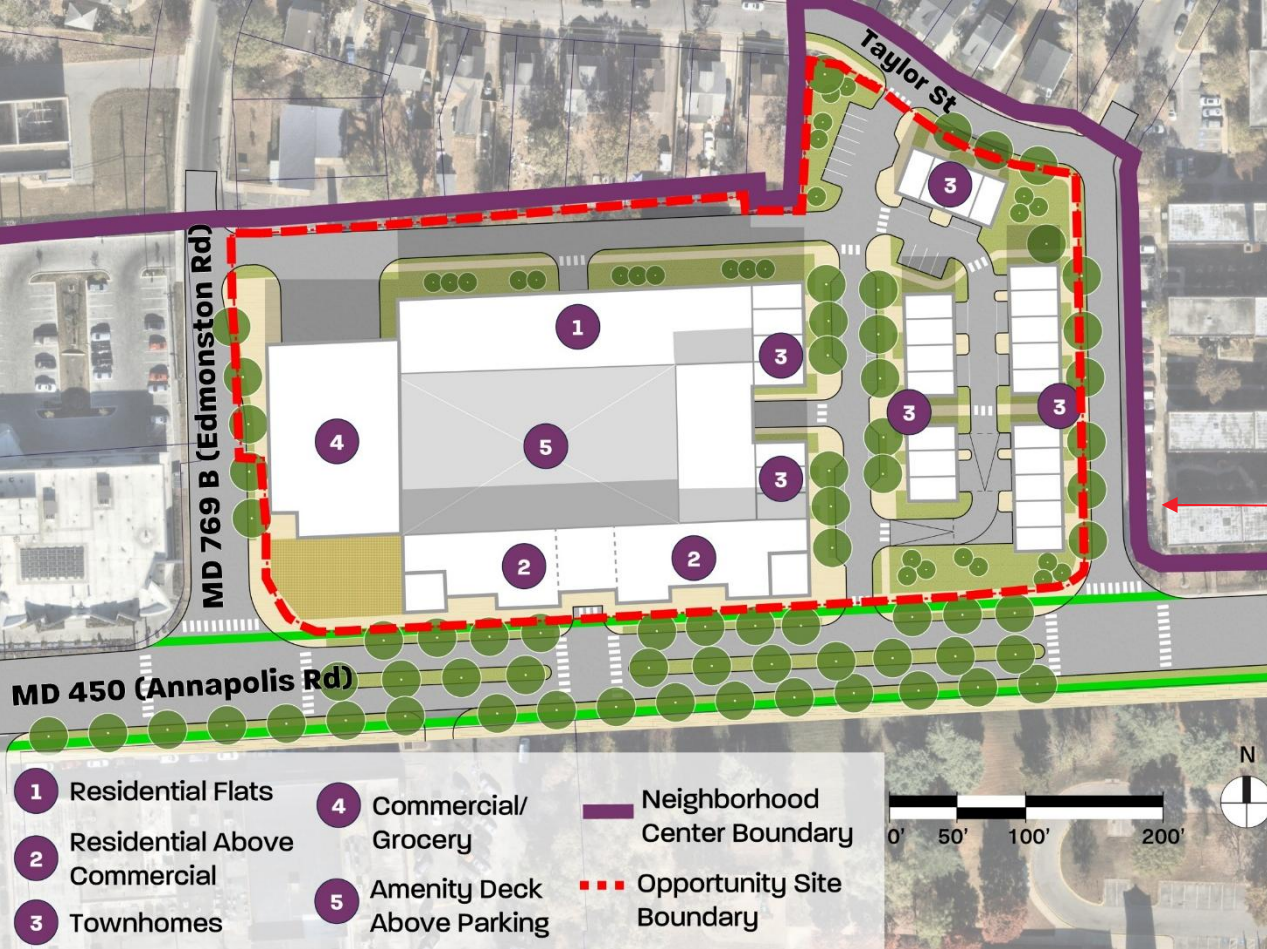 Taylor St
3
1
3
MD 769 B (Edmonston Rd)
4
5
3
3
3
2
2
MD 450 (Annapolis Rd)
1 Residential Flats
2 Residential Above
Commercial
3 Townhomes
4 Commercial/
Grocery
5 Amenity Deck
Above Parking
Neighborhood
Center Boundary
Opportunity Site
Boundary
N
0' 50' 100' 200'